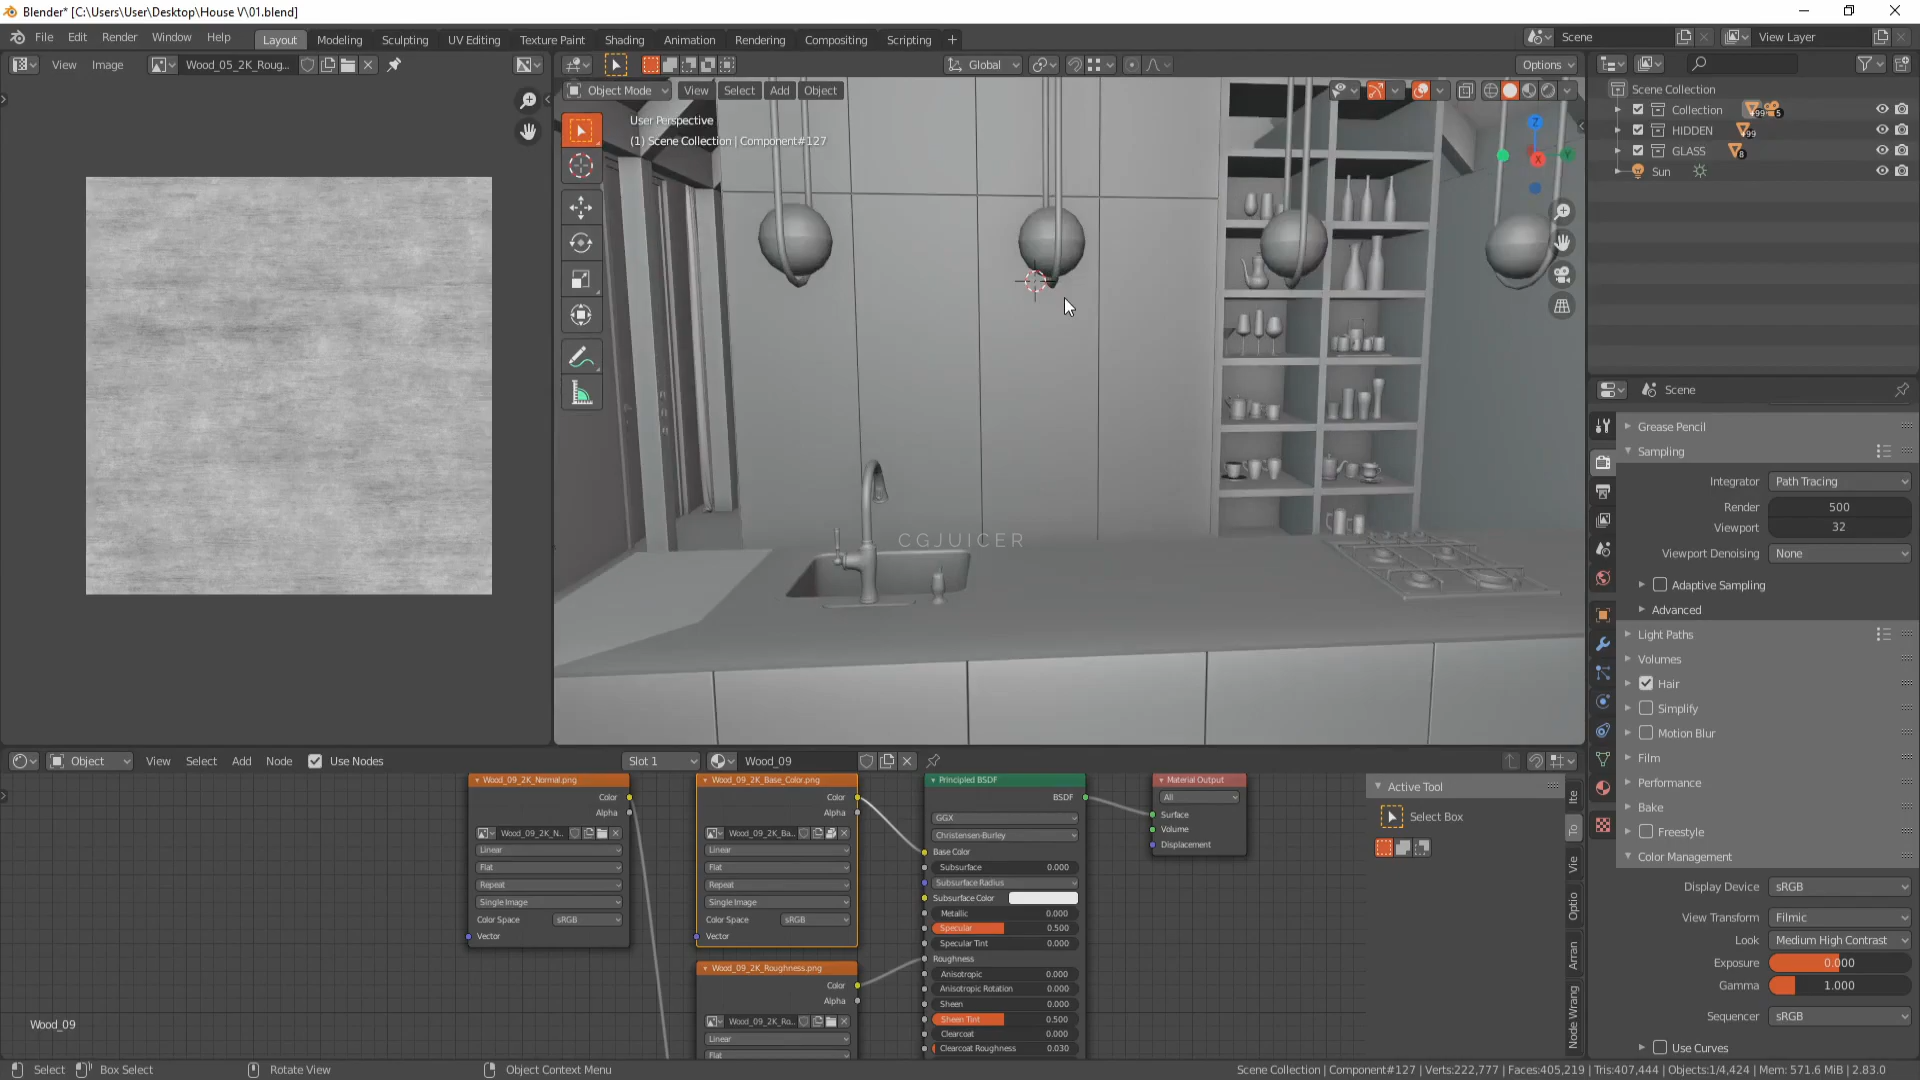 Blender* [C:\Users\User\Desktop\House V\01.blend]
File Edit Render Window Help Layout Modeling Sculpting UV Editing Texture Paint Shading Animation Rendering Compositing Scripting + Scene View Layer
View Image Wood_05_2K_Roug... Global Options
Object Mode View Select Add Object
User Perspective
(1) Scene Collection | Component#127
Z
X
Y
CGJUICER
Scene Collection
Collection 99 5
HIDDEN 99
GLASS 8
Sun
Scene
Grease Pencil
Sampling
Integrator Path Tracing
Render 500
Viewport 32
Viewport Denoising None
Adaptive Sampling
Advanced
Light Paths
Volumes
Hair
Simplify
Motion Blur
Film
Performance
Bake
Freestyle
Color Management
Display Device sRGB
View Transform Filmic
Look Medium High Contrast
Exposure 0.000
Gamma 1.000
Sequencer sRGB
Use Curves
Object View Select Add Node Use Nodes Slot 1 Wood_09
Wood_09_2K_Normal.png
Color
Alpha
Wood_09_2K_N...
Linear
Flat
Repeat
Single Image
Color Space sRGB
Vector
Wood_09_2K_Base_Color.png
Color
Alpha
Wood_09_2K_Ba...
Linear
Flat
Repeat
Single Image
Color Space sRGB
Vector
Wood_09_2K_Roughness.png
Color
Alpha
Wood_09_2K_Ro...
Linear
Flat
Principled BSDF
BSDF
GGX
Christensen-Burley
Base Color
Subsurface 0.000
Subsurface Radius
Subsurface Color
Metallic 0.000
Specular 0.500
Specular Tint 0.000
Roughness
Anisotropic 0.000
Anisotropic Rotation 0.000
Sheen 0.000
Sheen Tint 0.500
Clearcoat 0.000
Clearcoat Roughness 0.030
Material Output
All
Surface
Volume
Displacement
Active Tool
Select Box
Ite
To
Vie
Optio
Arran
Node Wrang
Wood_09
Select Box Select Rotate View Object Context Menu Scene Collection | Component#127 | Verts:222,777 | Faces:405,219 | Tris:407,444 | Objects:1/4,424 | Mem: 571.6 MiB | 2.83.0